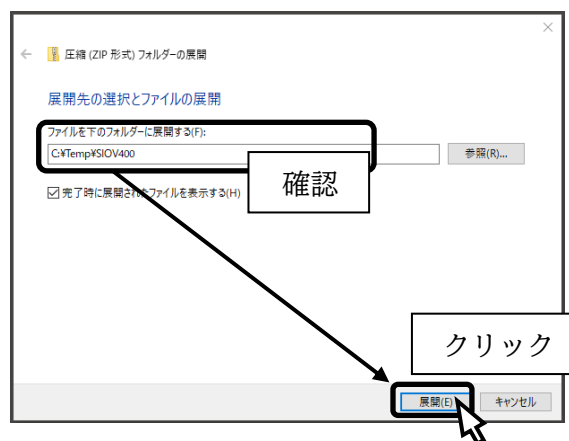 圧縮 (ZIP 形式) フォルダーの展開
展開先の選択とファイルの展開
ファイルを下のフォルダーに展開する(F):
C:¥Temp¥SIOV400
参照(R)...
確認
完了時に展開されたファイルを表示する(H)
クリック
展開(E)
キャンセル